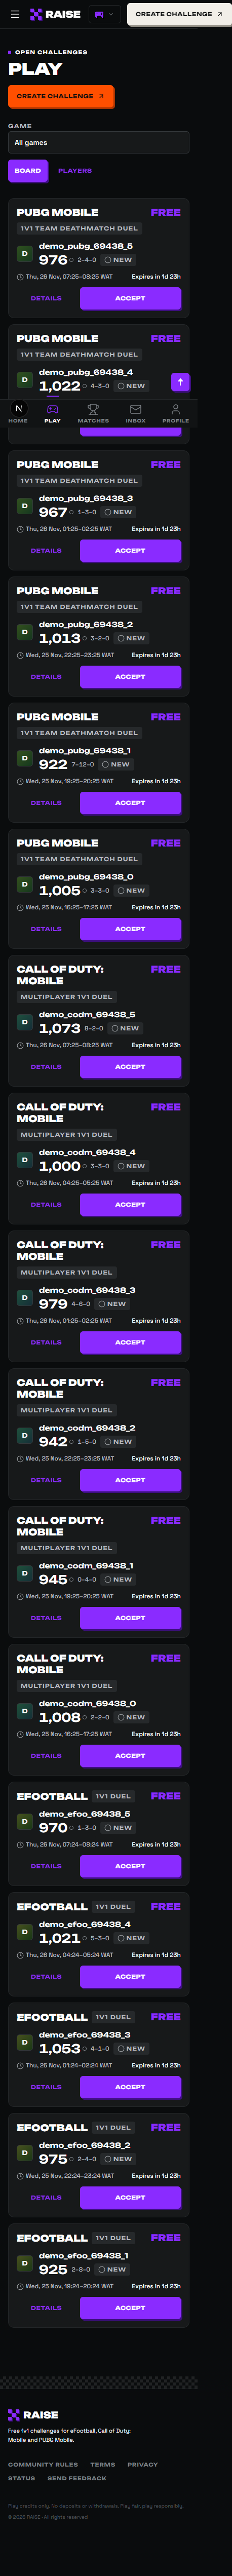 RAISE
CREATE CHALLENGE
OPEN CHALLENGES
PLAY
CREATE CHALLENGE
GAME
All games
BOARD PLAYERS
PUBG MOBILE FREE
1V1 TEAM DEATHMATCH DUEL
D demo_pubg_69438_5
976 2–4–0 NEW
Thu, 26 Nov, 07:25–08:25 WAT Expires in 1d 23h
DETAILS ACCEPT
PUBG MOBILE FREE
1V1 TEAM DEATHMATCH DUEL
D demo_pubg_69438_4
1,022 4–3–0 NEW
N
HOME PLAY MATCHES INBOX PROFILE
PUBG MOBILE FREE
1V1 TEAM DEATHMATCH DUEL
D demo_pubg_69438_3
967 1–3–0 NEW
Thu, 26 Nov, 01:25–02:25 WAT Expires in 1d 23h
DETAILS ACCEPT
PUBG MOBILE FREE
1V1 TEAM DEATHMATCH DUEL
D demo_pubg_69438_2
1,013 3–2–0 NEW
Wed, 25 Nov, 22:25–23:25 WAT Expires in 1d 23h
DETAILS ACCEPT
PUBG MOBILE FREE
1V1 TEAM DEATHMATCH DUEL
D demo_pubg_69438_1
922 7–12–0 NEW
Wed, 25 Nov, 19:25–20:25 WAT Expires in 1d 23h
DETAILS ACCEPT
PUBG MOBILE FREE
1V1 TEAM DEATHMATCH DUEL
D demo_pubg_69438_0
1,005 3–3–0 NEW
Wed, 25 Nov, 16:25–17:25 WAT Expires in 1d 23h
DETAILS ACCEPT
CALL OF DUTY: FREE
MOBILE
MULTIPLAYER 1V1 DUEL
D demo_codm_69438_5
1,073 8–2–0 NEW
Thu, 26 Nov, 07:25–08:25 WAT Expires in 1d 23h
DETAILS ACCEPT
CALL OF DUTY: FREE
MOBILE
MULTIPLAYER 1V1 DUEL
D demo_codm_69438_4
1,000 3–3–0 NEW
Thu, 26 Nov, 04:25–05:25 WAT Expires in 1d 23h
DETAILS ACCEPT
CALL OF DUTY: FREE
MOBILE
MULTIPLAYER 1V1 DUEL
D demo_codm_69438_3
979 4–6–0 NEW
Thu, 26 Nov, 01:25–02:25 WAT Expires in 1d 23h
DETAILS ACCEPT
CALL OF DUTY: FREE
MOBILE
MULTIPLAYER 1V1 DUEL
D demo_codm_69438_2
942 1–5–0 NEW
Wed, 25 Nov, 22:25–23:25 WAT Expires in 1d 23h
DETAILS ACCEPT
CALL OF DUTY: FREE
MOBILE
MULTIPLAYER 1V1 DUEL
D demo_codm_69438_1
945 0–4–0 NEW
Wed, 25 Nov, 19:25–20:25 WAT Expires in 1d 23h
DETAILS ACCEPT
CALL OF DUTY: FREE
MOBILE
MULTIPLAYER 1V1 DUEL
D demo_codm_69438_0
1,008 2–2–0 NEW
Wed, 25 Nov, 16:25–17:25 WAT Expires in 1d 23h
DETAILS ACCEPT
EFOOTBALL 1V1 DUEL FREE
D demo_efoo_69438_5
970 1–3–0 NEW
Thu, 26 Nov, 07:24–08:24 WAT Expires in 1d 23h
DETAILS ACCEPT
EFOOTBALL 1V1 DUEL FREE
D demo_efoo_69438_4
1,021 5–3–0 NEW
Thu, 26 Nov, 04:24–05:24 WAT Expires in 1d 23h
DETAILS ACCEPT
EFOOTBALL 1V1 DUEL FREE
D demo_efoo_69438_3
1,053 4–1–0 NEW
Thu, 26 Nov, 01:24–02:24 WAT Expires in 1d 23h
DETAILS ACCEPT
EFOOTBALL 1V1 DUEL FREE
D demo_efoo_69438_2
975 2–4–0 NEW
Wed, 25 Nov, 22:24–23:24 WAT Expires in 1d 23h
DETAILS ACCEPT
EFOOTBALL 1V1 DUEL FREE
D demo_efoo_69438_1
925 2–8–0 NEW
Wed, 25 Nov, 19:24–20:24 WAT Expires in 1d 23h
DETAILS ACCEPT
RAISE
Free 1v1 challenges for eFootball, Call of Duty:
Mobile and PUBG Mobile.
COMMUNITY RULES TERMS PRIVACY
STATUS SEND FEEDBACK
Play credits only. No deposits or withdrawals. Play fair, play responsibly.
© 2026 RAISE · All rights reserved